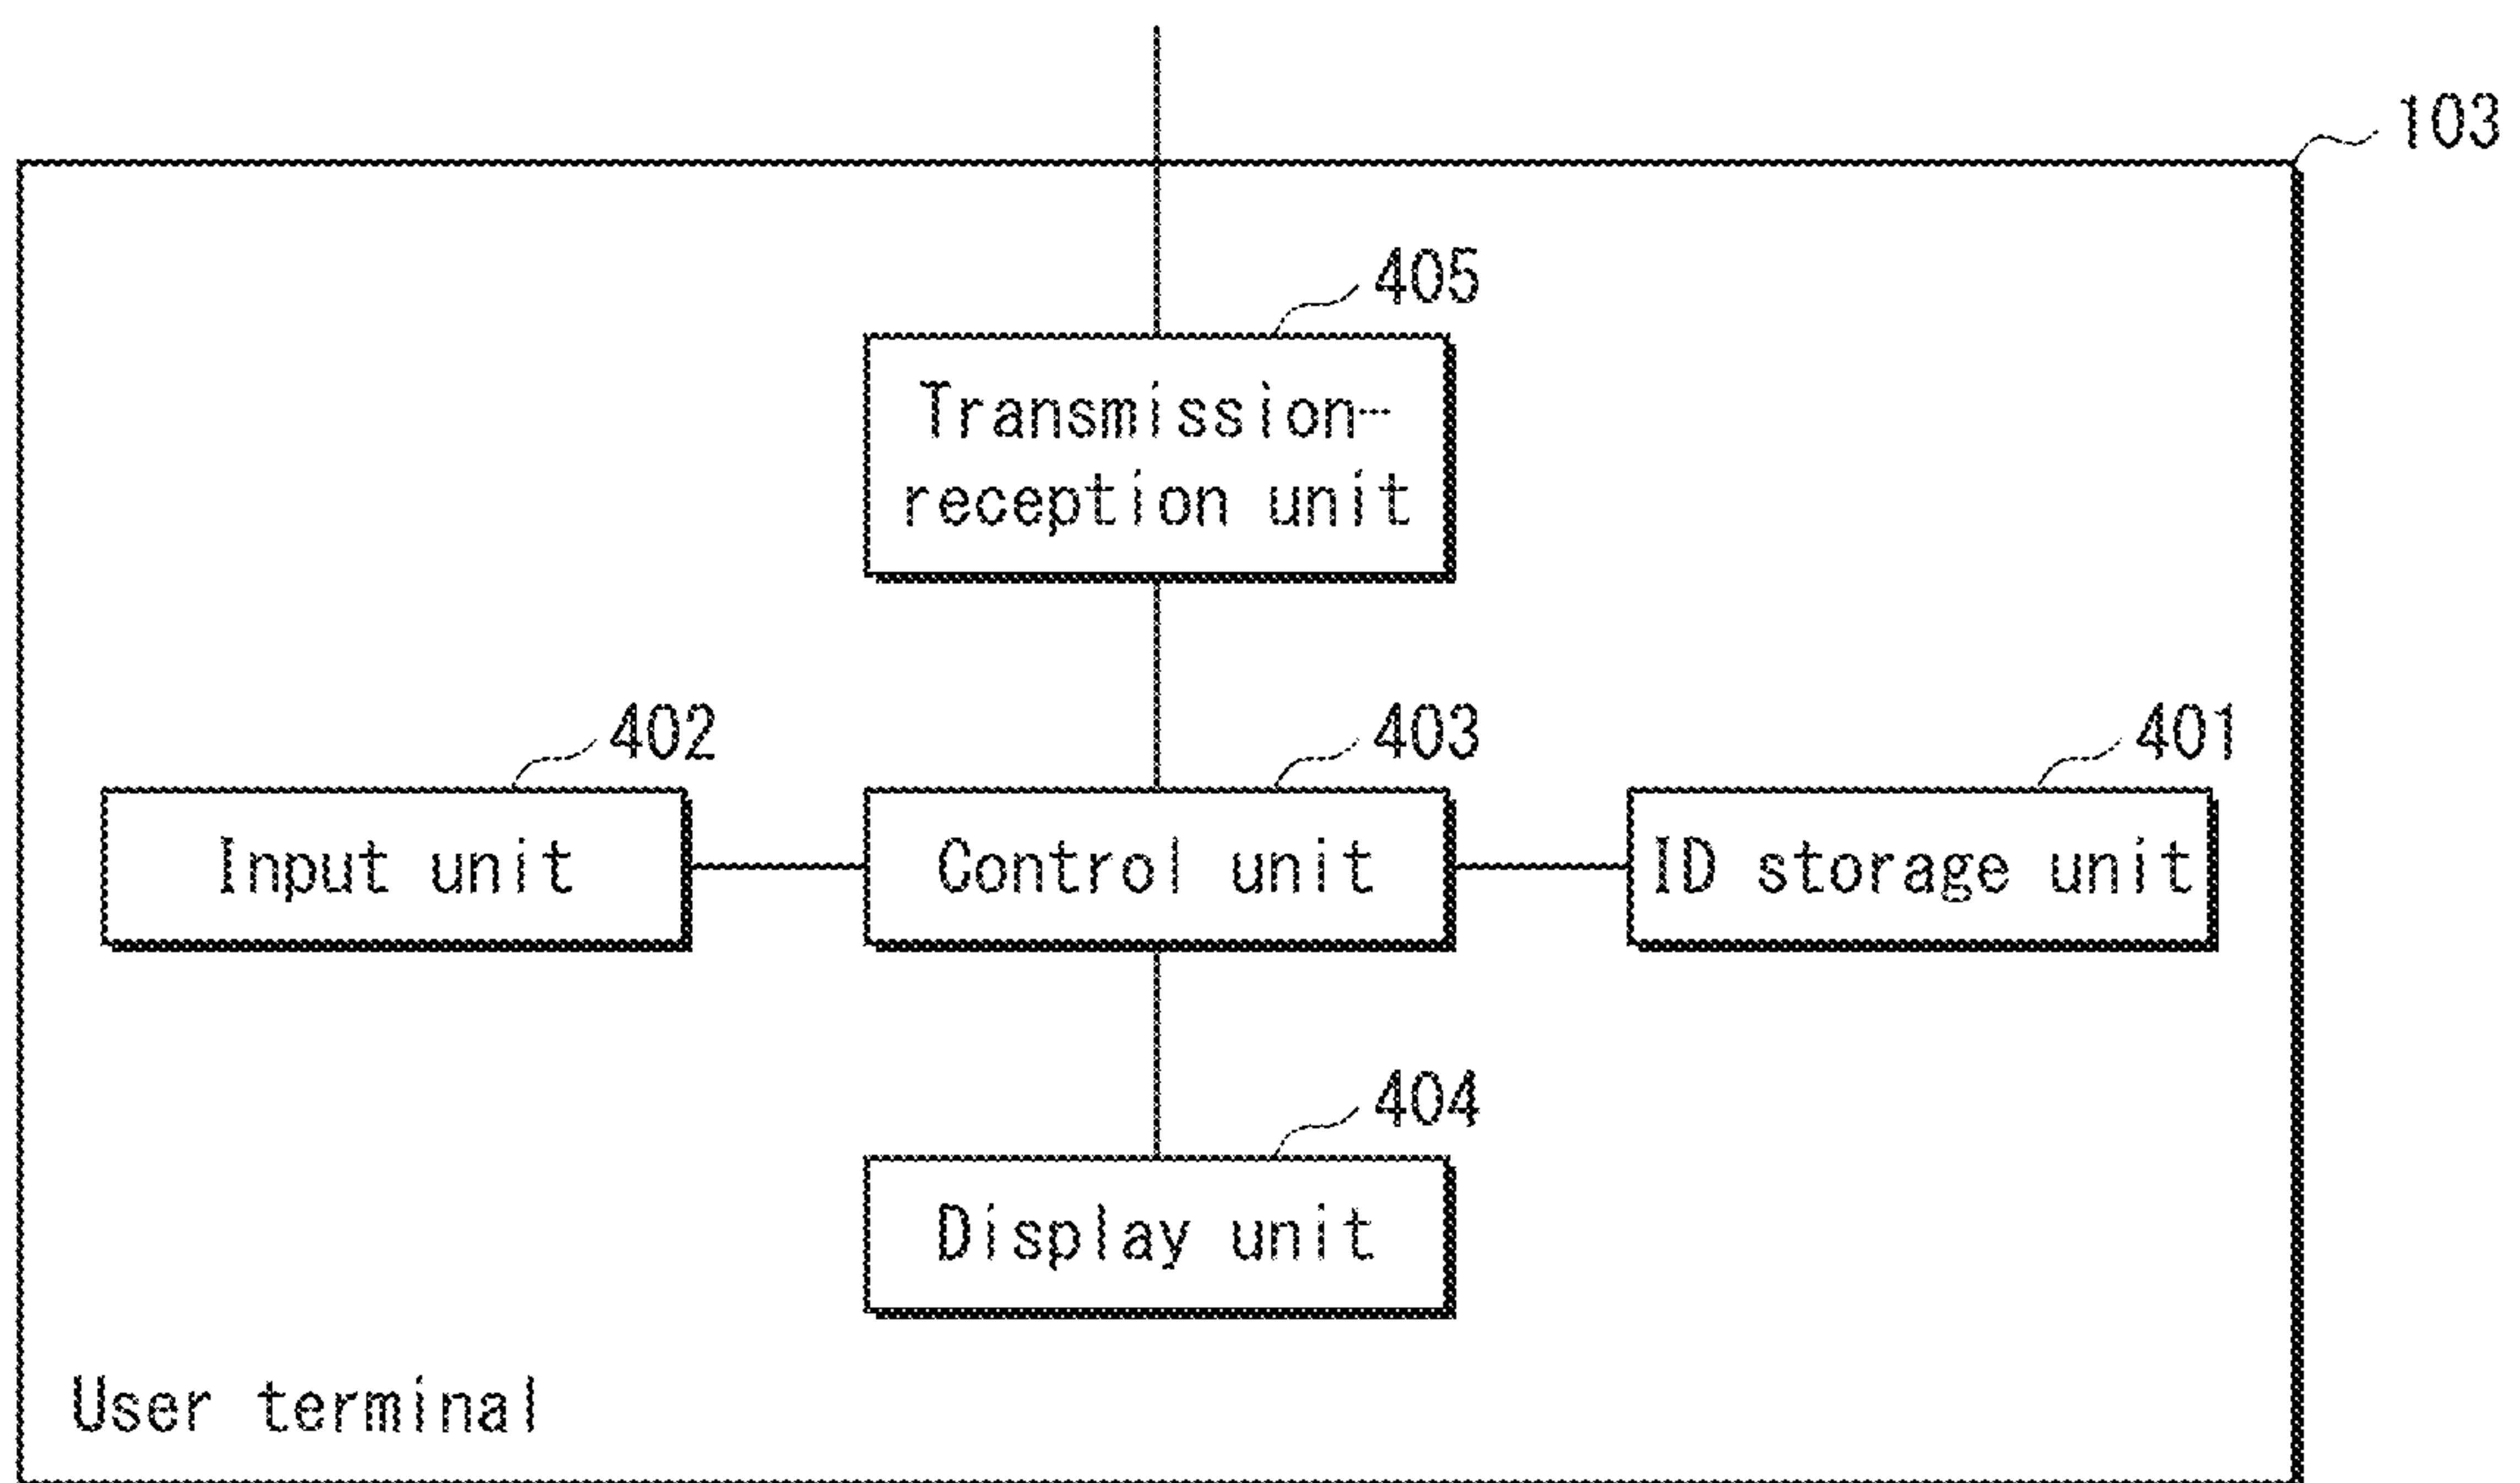 103
405
Transmission-
reception unit
402
403
401
Input unit
Control unit
ID storage unit
404
Display unit
User terminal